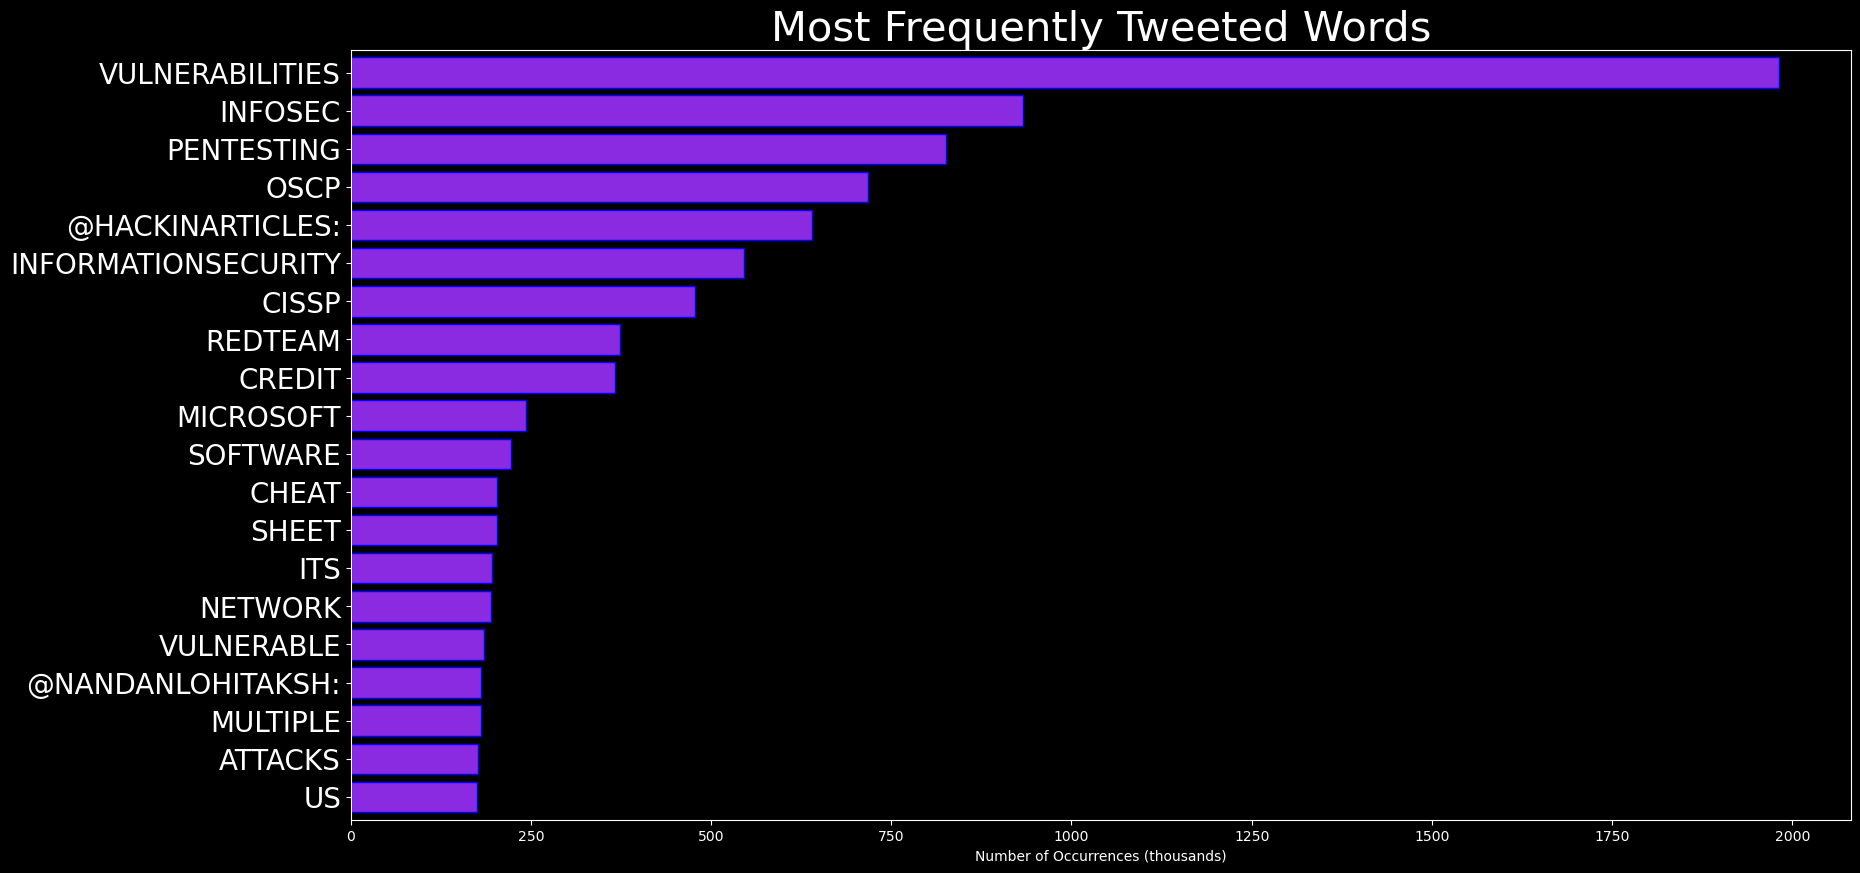 Most Frequently Tweeted Words
VULNERABILITIES
INFOSEC
PENTESTING
OSCP
@HACKINARTICLES:
INFORMATIONSECURITY
CISSP
REDTEAM
CREDIT
MICROSOFT
SOFTWARE
CHEAT
SHEET
ITS
NETWORK
VULNERABLE
@NANDANLOHITAKSH:
MULTIPLE
ATTACKS
US
0 250 500 750 1000 1250 1500 1750 2000
Number of Occurrences (thousands)